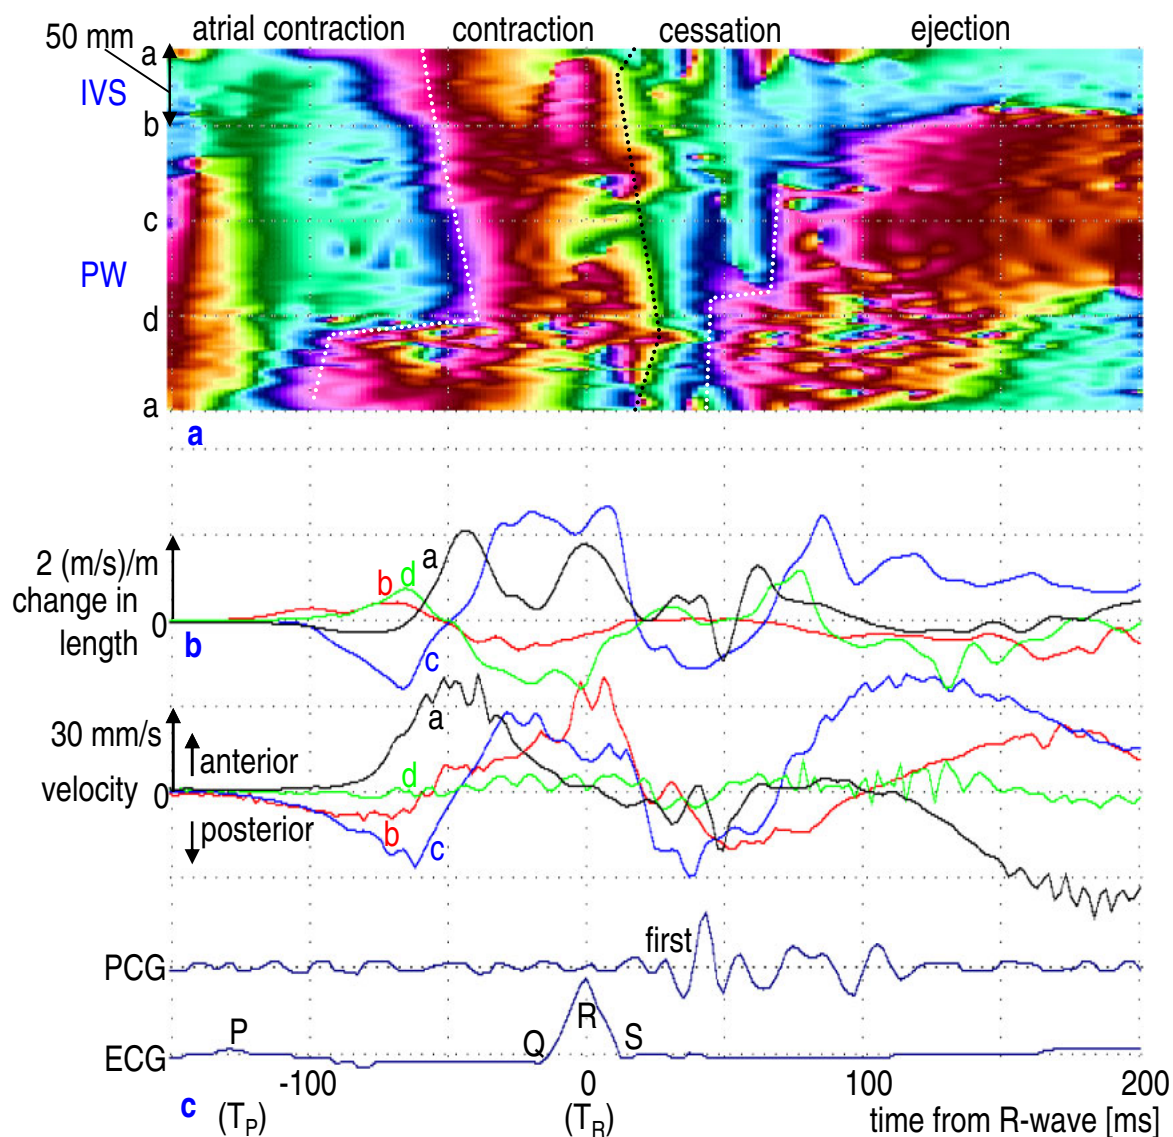 atrial contraction contraction cessation ejection
50 mm
a
IVS
b
c
PW
d
a
a
2 (m/s)/m
change in
length
0
b
a
b
d
c
30 mm/s
velocity
0
anterior
posterior
a
d
b
c
first
PCG
P
Q
R
S
ECG
-100 0 100 200
c
(TP) (TR) time from R-wave [ms]